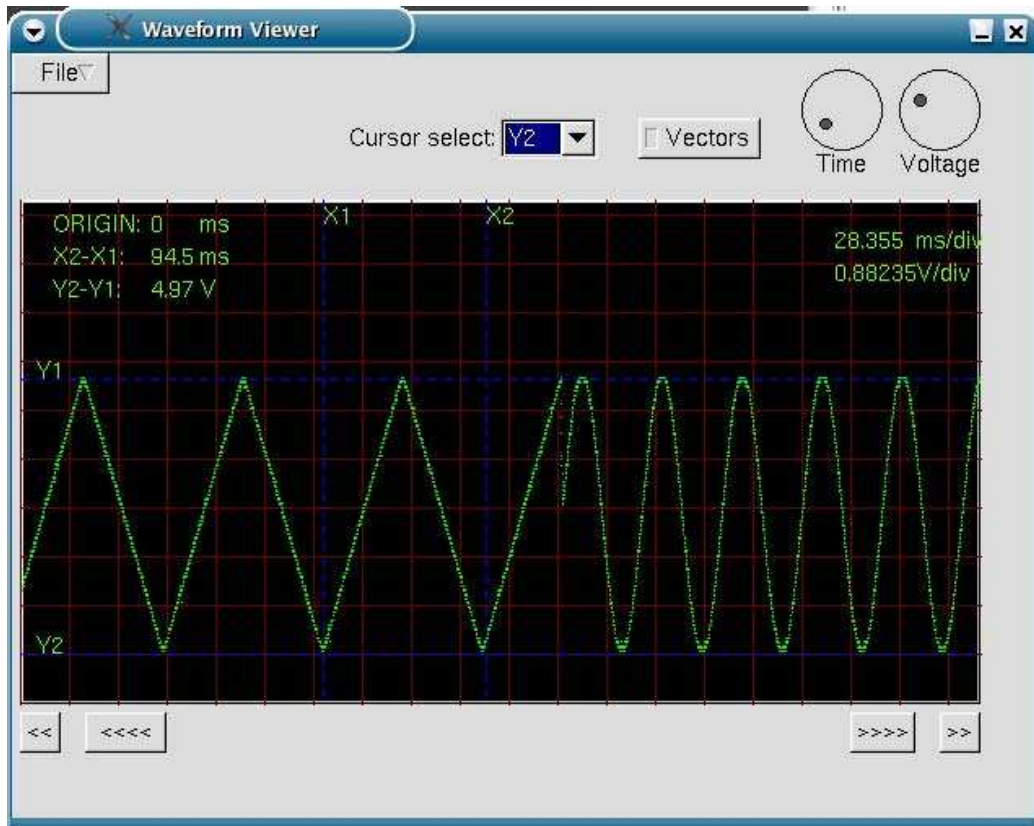 Waveform Viewer
File
Cursor select: Y2
Vectors
Time
Voltage
ORIGIN: 0 ms
X2-X1: 94.5 ms
Y2-Y1: 4.97 V
X1
X2
28.355 ms/div
0.88235V/div
Y1
Y2
<<
<<<<
>>>>
>>